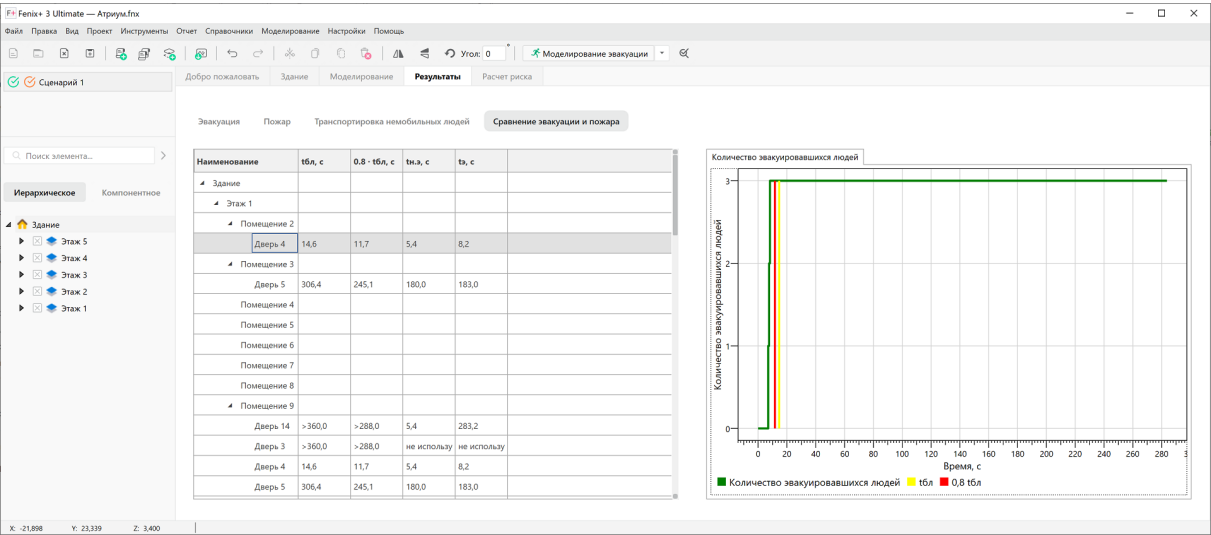 F+ Fenix+ 3 Ultimate — Атриум.fnx
Файл Правка Вид Проект Инструменты Отчет Справочники Моделирование Настройки Помощь
Угол: 0 ° Моделирование эвакуации
Сценарий 1
Добро пожаловать Здание Моделирование Результаты Расчет риска
Эвакуация Пожар Транспортировка немобильных людей Сравнение эвакуации и пожара
Поиск элемента...
Иерархическое Компонентное
Здание
Этаж 5
Этаж 4
Этаж 3
Этаж 2
Этаж 1
Наименование tбл, с 0.8 · tбл, с tн.э, с tэ, с
Здание
Этаж 1
Помещение 2
Дверь 4 14,6 11,7 5,4 8,2
Помещение 3
Дверь 5 306,4 245,1 180,0 183,0
Помещение 4
Помещение 5
Помещение 6
Помещение 7
Помещение 8
Помещение 9
Дверь 14 >360,0 >288,0 5,4 283,2
Дверь 3 >360,0 >288,0 не использу не использу
Дверь 4 14,6 11,7 5,4 8,2
Дверь 5 306,4 245,1 180,0 183,0
Количество эвакуировавшихся людей
Количество эвакуировавшихся людей
3
2
1
0
0 20 40 60 80 100 120 140 160 180 200 220 240 260 280 3
Время, с
Количество эвакуировавшихся людей tбл 0,8 tбл
X: -21,898 Y: 23,339 Z: 3,400